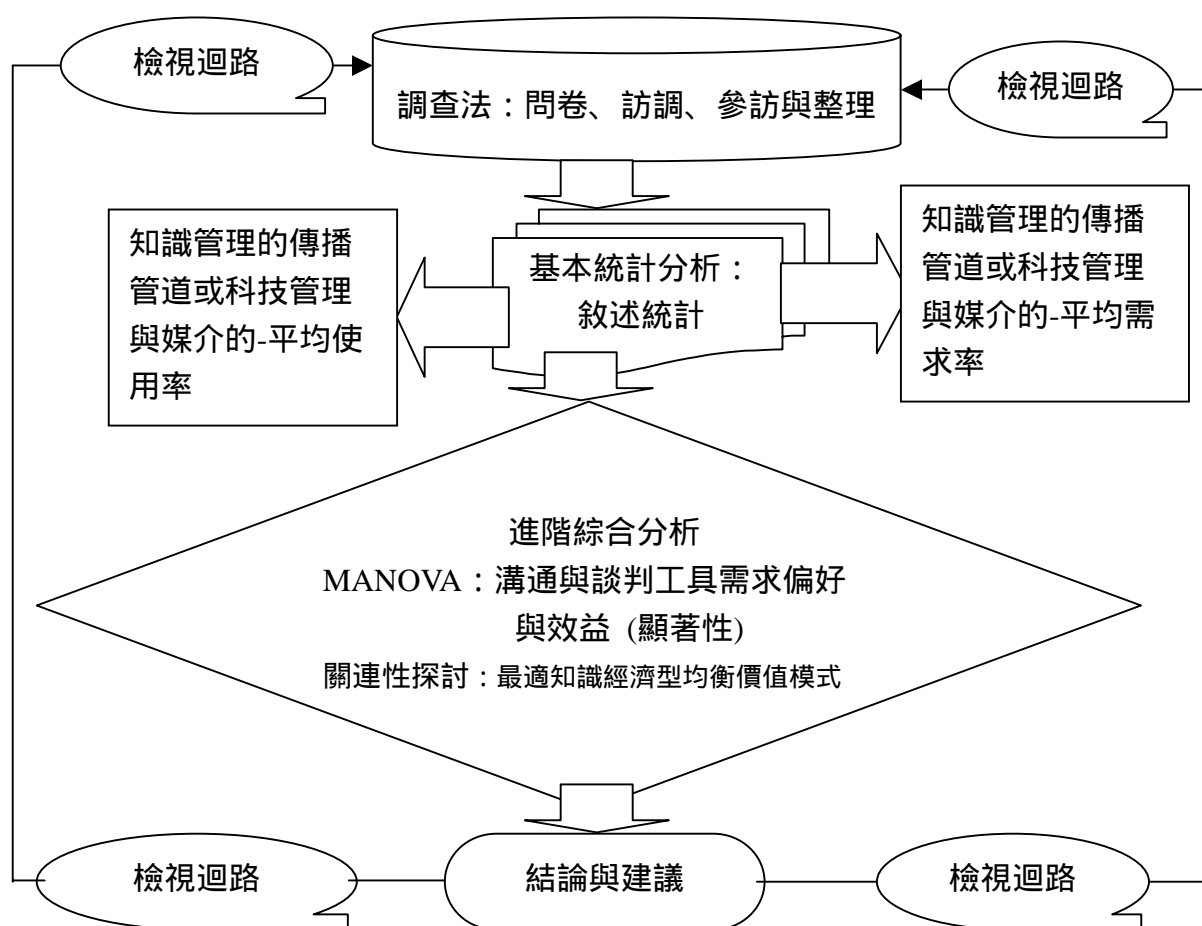 檢視迴路
調查法：問卷、訪調、參訪與整理
檢視迴路
知識管理的傳播
管道或科技管理
與媒介的-平均使
用率
基本統計分析：
敘述統計
知識管理的傳播
管道或科技管理
與媒介的-平均需
求率
進階綜合分析
MANOVA：溝通與談判工具需求偏好
與效益 (顯著性)
關連性探討：最適知識經濟型均衡價值模式
檢視迴路
結論與建議
檢視迴路